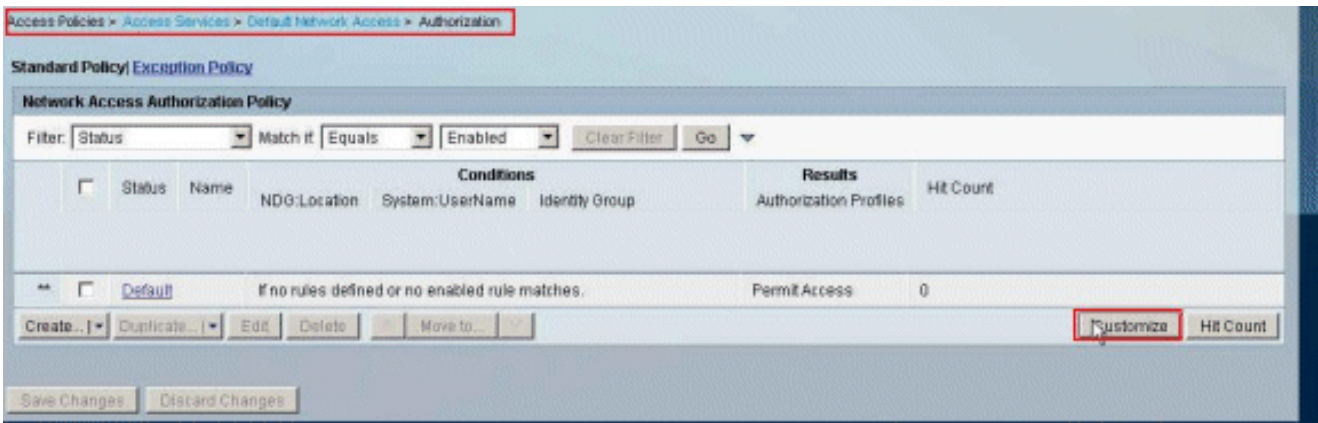 Access Policies > Access Services > Default Network Access > Authorization
Standard Policy| Exception Policy
Network Access Authorization Policy
Filter: Status Match if: Equals Enabled Clear Filter Go
Status Name Conditions Results Hit Count
NDG:Location System:UserName Identity Group Authorization Profiles
** Default If no rules defined or no enabled rule matches. Permit Access 0
Create... | Duplicate... | Edit Delete Move to... Customize Hit Count
Save Changes Discard Changes